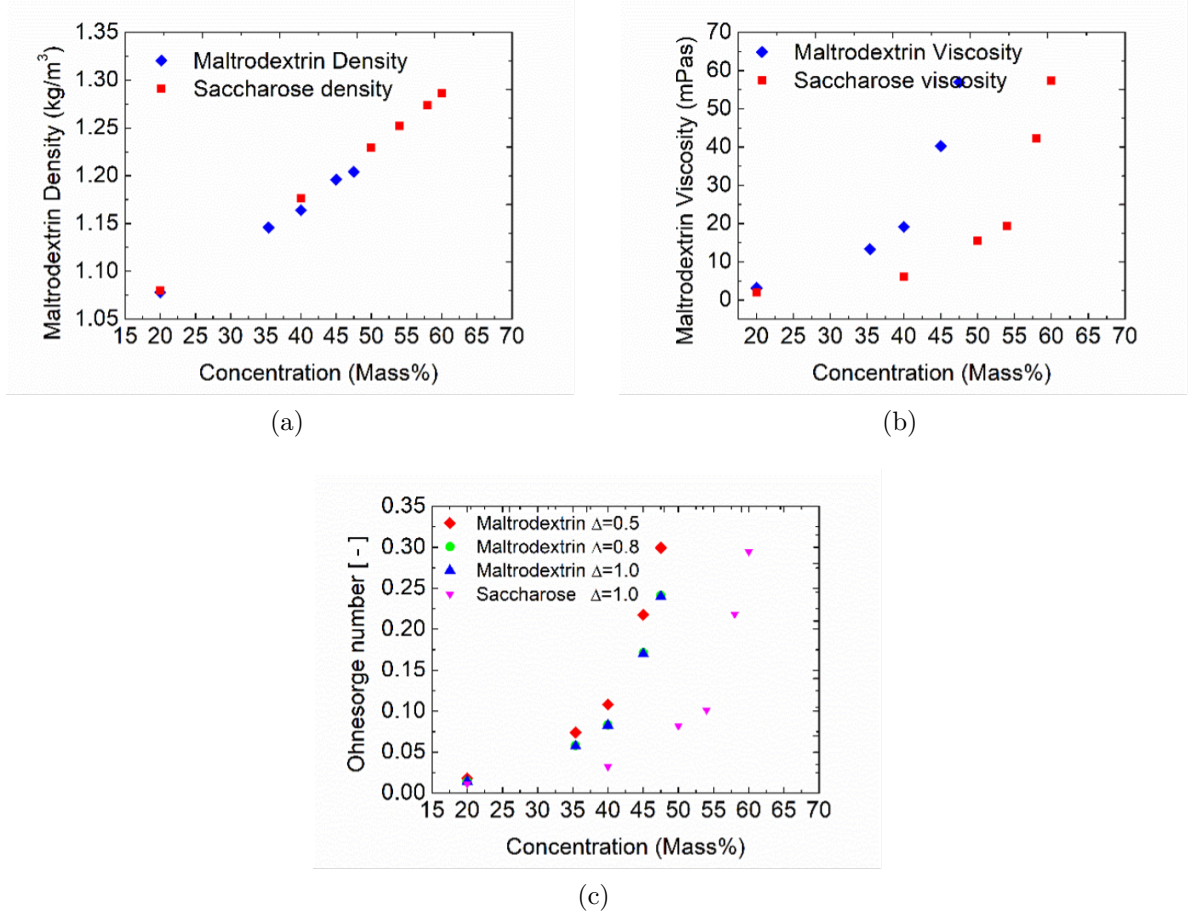 Maltrodextrin Density (kg/m³)
1.35
1.30
1.25
1.20
1.15
1.10
1.05
Maltrodextrin Density
Saccharose density
15 20 25 30 35 40 45 50 55 60 65 70
Concentration (Mass%)
(a)
Maltrodextrin Viscosity (mPas)
70
60
50
40
30
20
10
0
Maltrodextrin Viscosity
Saccharose viscosity
20 25 30 35 40 45 50 55 60 65 70
Concentration (Mass%)
(b)
Ohnesorge number [ - ]
0.35
0.30
0.25
0.20
0.15
0.10
0.05
0.00
Maltrodextrin Δ=0.5
Maltrodextrin Δ=0.8
Maltrodextrin Δ=1.0
Saccharose Δ=1.0
15 20 25 30 35 40 45 50 55 60 65 70
Concentration (Mass%)
(c)